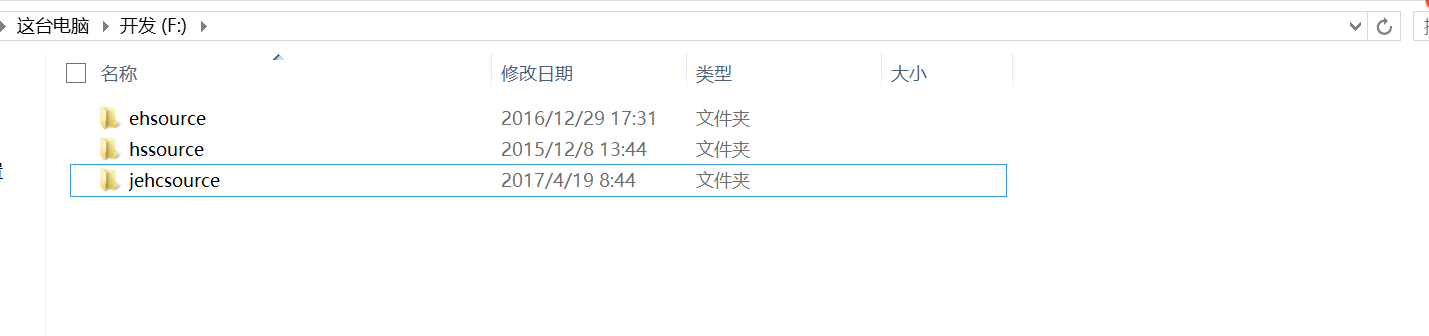 这台电脑 开发 (F:)
名称 修改日期 类型 大小
ehsource 2016/12/29 17:31 文件夹
hssource 2015/12/8 13:44 文件夹
jehcsource 2017/4/19 8:44 文件夹